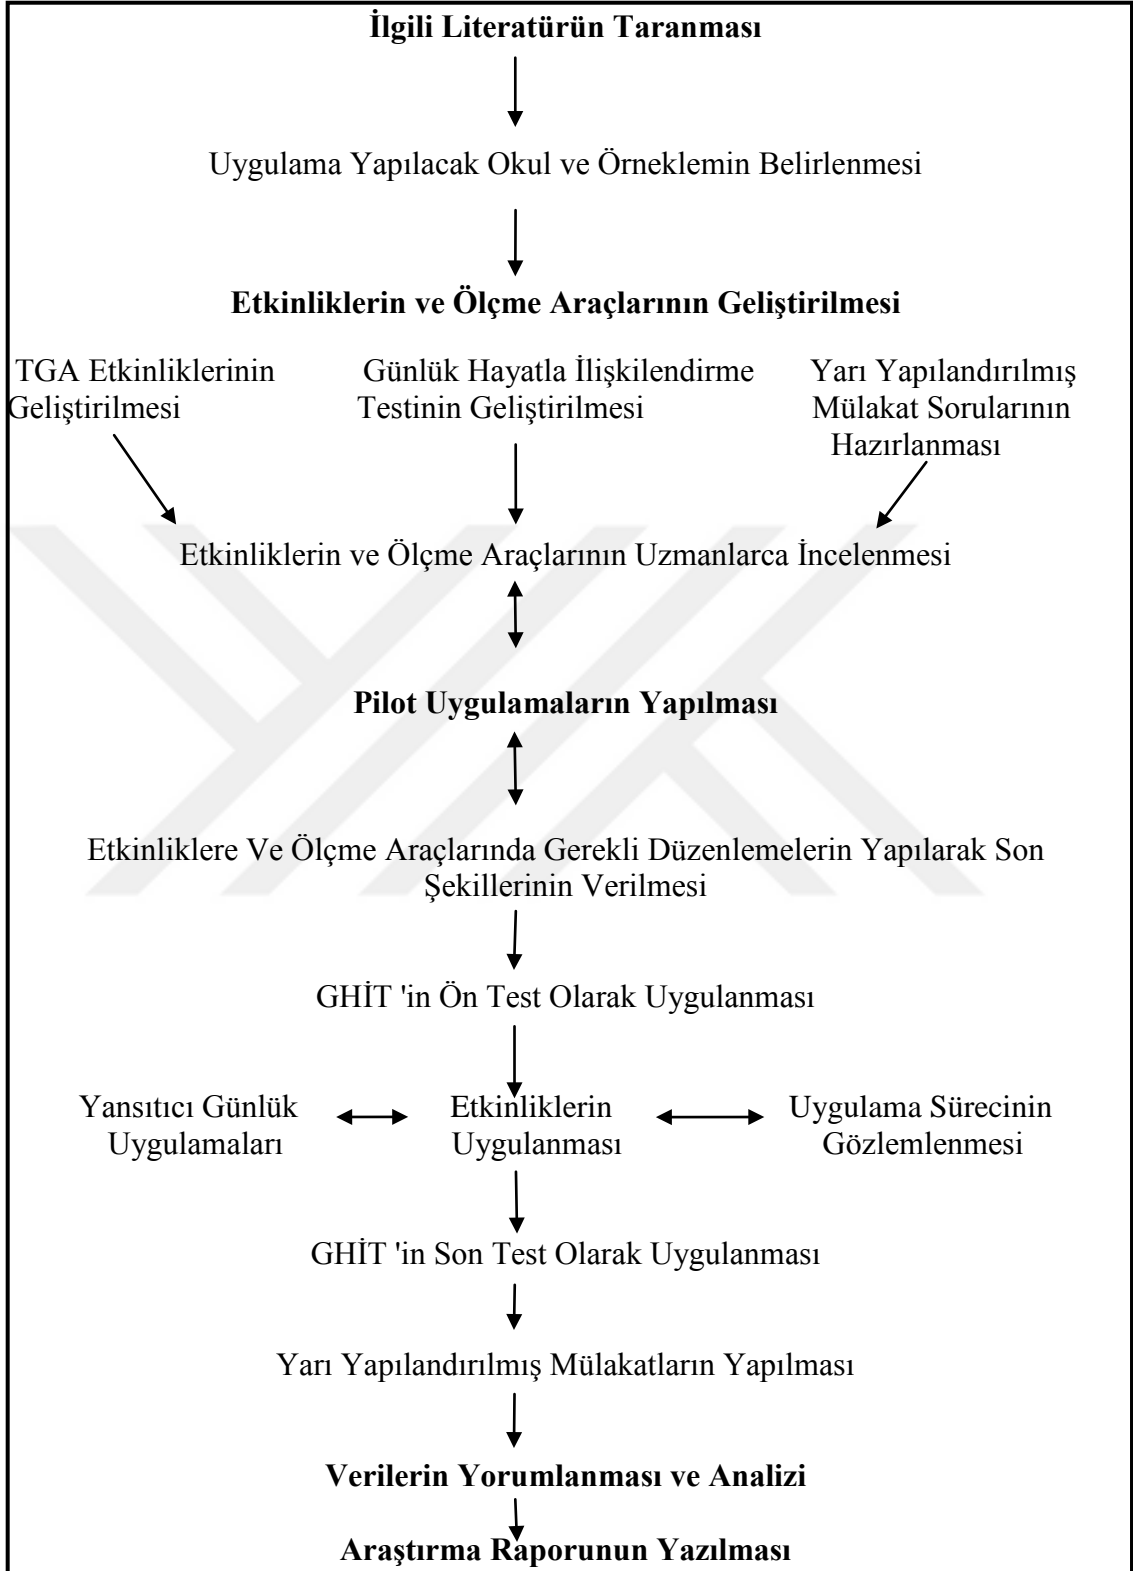 İlgili Literatürün Taranması
Uygulama Yapılacak Okul ve Örneklemin Belirlenmesi
Etkinliklerin ve Ölçme Araçlarının Geliştirilmesi
TGA Etkinliklerinin
Geliştirilmesi
Günlük Hayatla İlişkilendirme
Testinin Geliştirilmesi
Yarı Yapılandırılmış
Mülakat Sorularının
Hazırlanması
Etkinliklerin ve Ölçme Araçlarının Uzmanlarca İncelenmesi
Pilot Uygulamaların Yapılması
Etkinliklere Ve Ölçme Araçlarında Gerekli Düzenlemelerin Yapılarak Son
Şekillerinin Verilmesi
GHİT 'in Ön Test Olarak Uygulanması
Yansıtıcı Günlük
Uygulamaları
Etkinliklerin
Uygulanması
Uygulama Sürecinin
Gözlemlenmesi
GHİT 'in Son Test Olarak Uygulanması
Yarı Yapılandırılmış Mülakatların Yapılması
Verilerin Yorumlanması ve Analizi
Araştırma Raporunun Yazılması